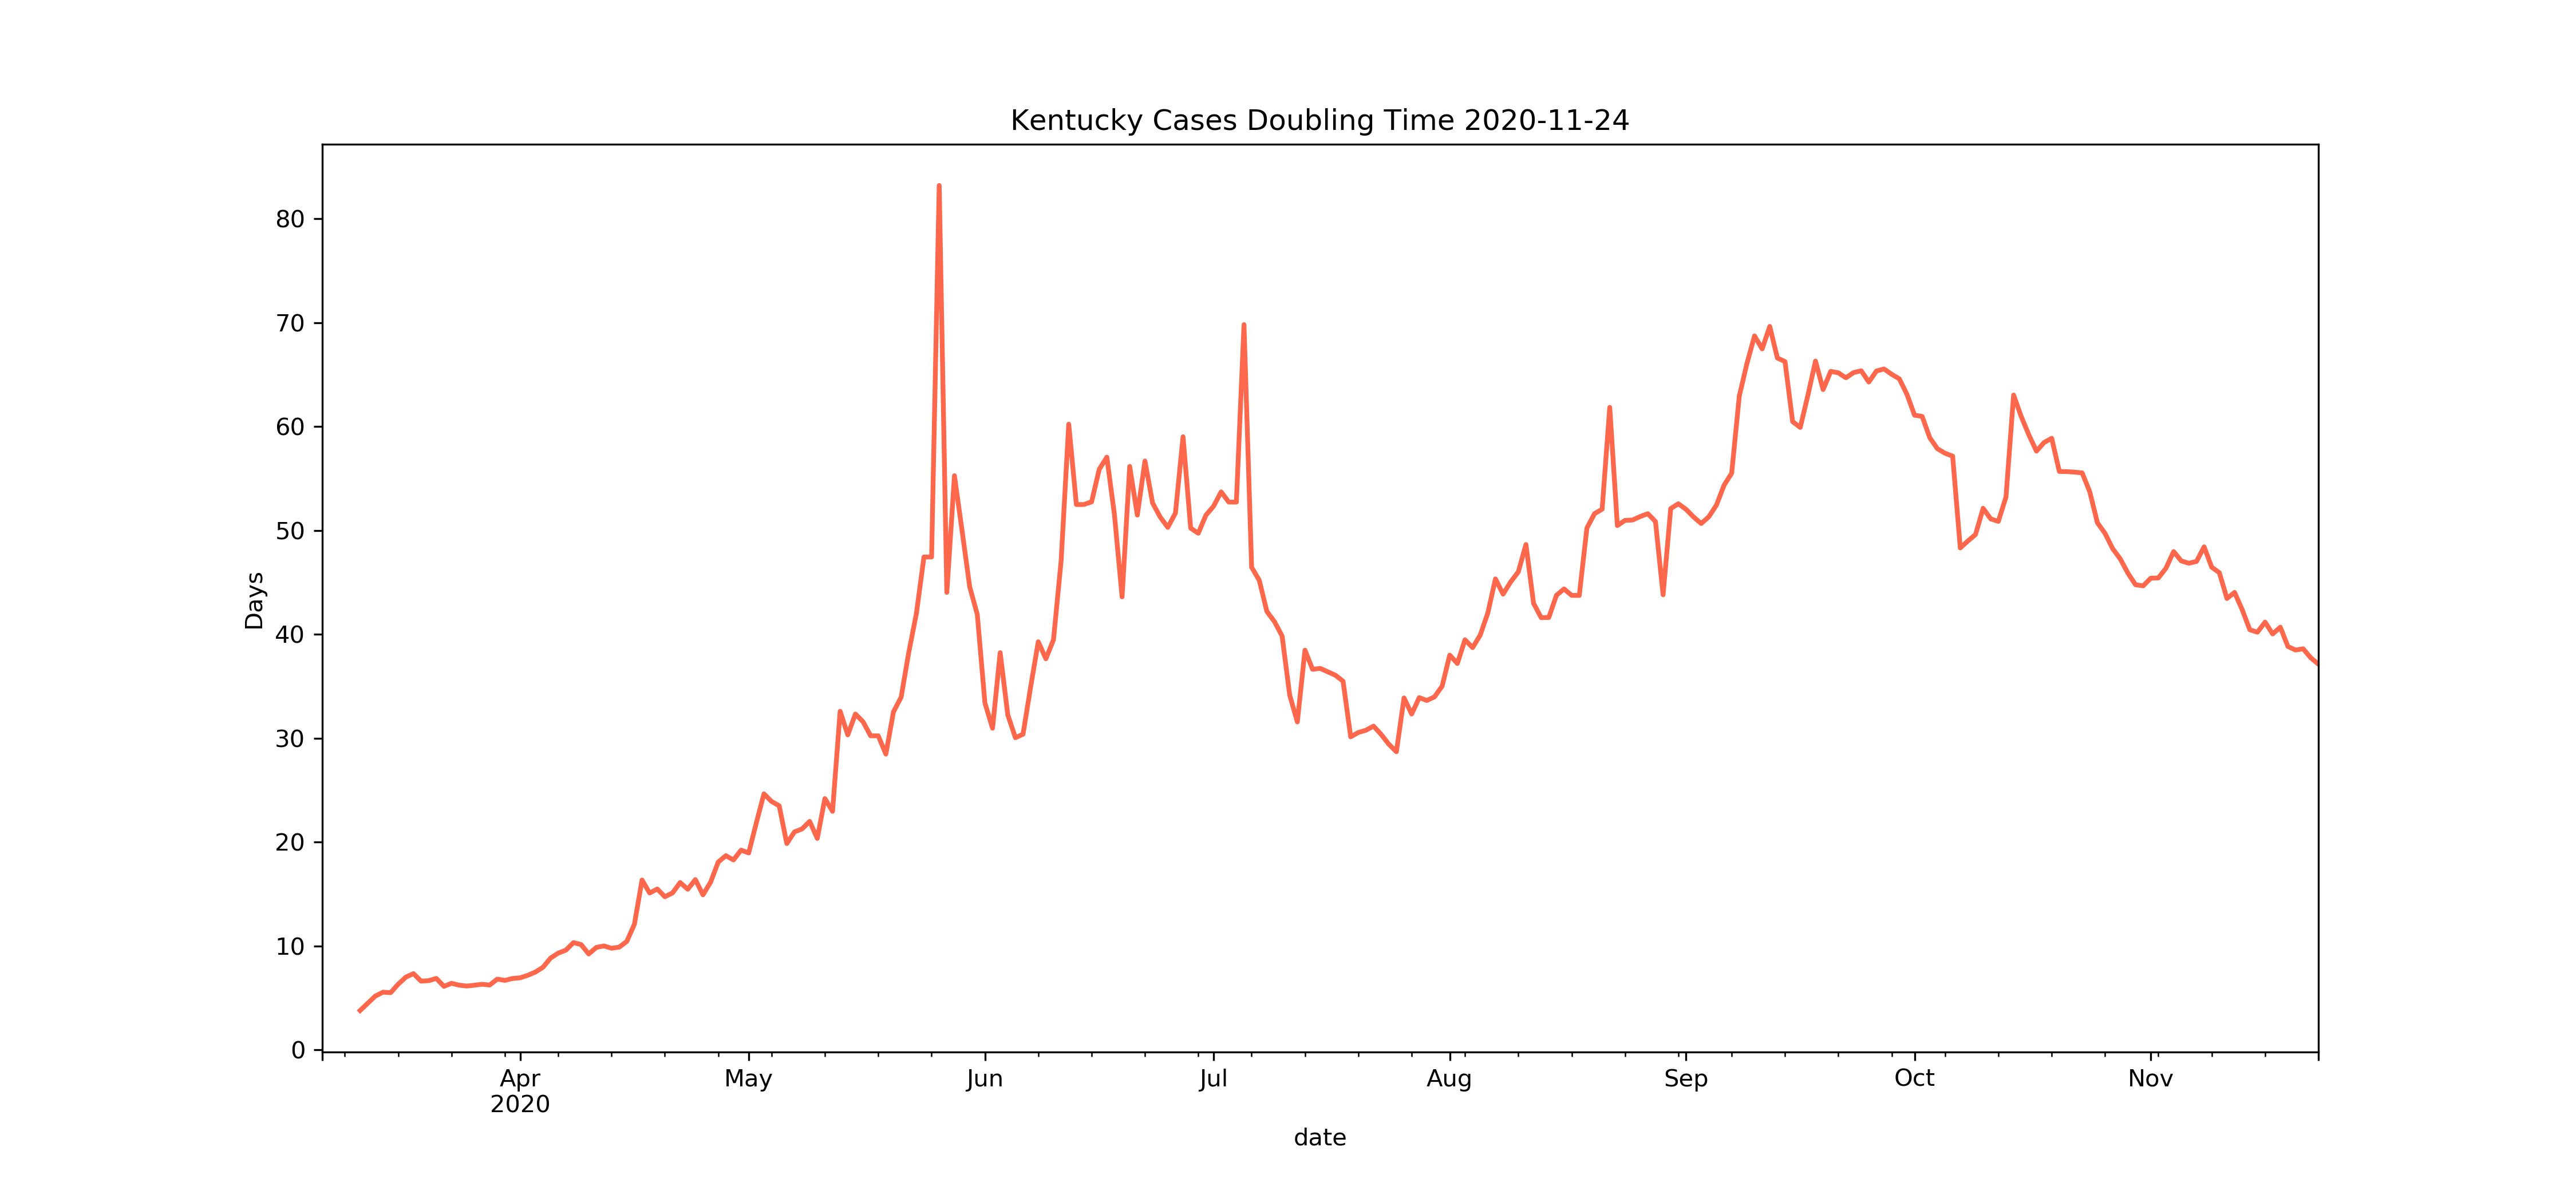 Kentucky Cases Doubling Time 2020-11-24
80
70
60
50
40
30
20
10
0
Days
Apr May Jun Jul Aug Sep Oct Nov
2020
date